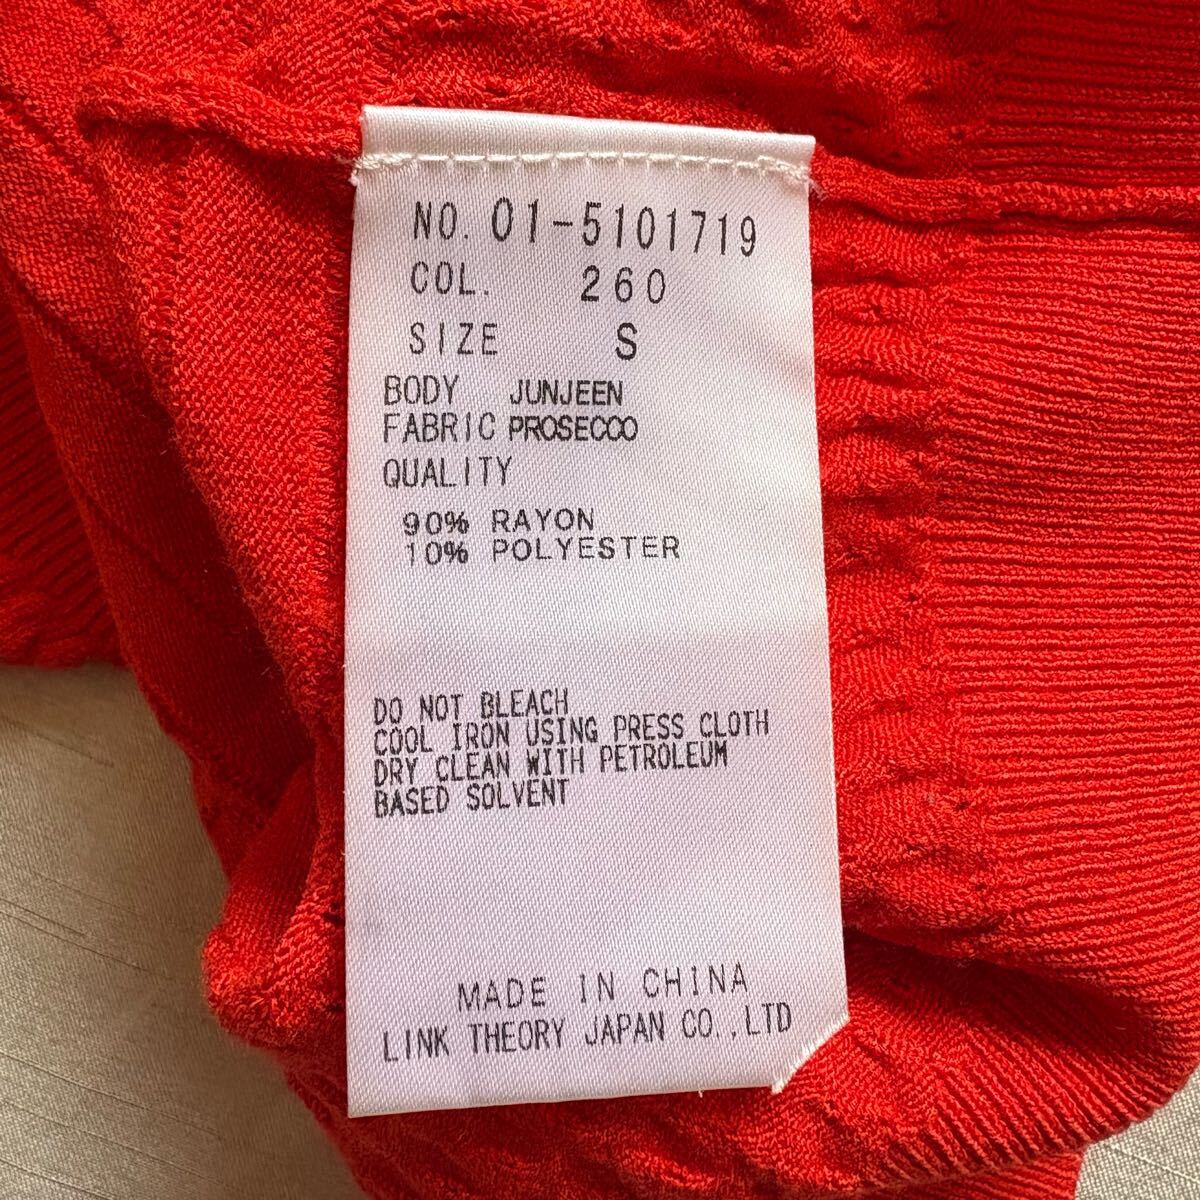 NO. 01-5101719
COL. 260
SIZE S
BODY JUNJEEN
FABRIC PROSECCO
QUALITY
90% RAYON
10% POLYESTER
DO NOT BLEACH
COOL IRON USING PRESS CLOTH
DRY CLEAN WITH PETROLEUM
BASED SOLVENT
MADE IN CHINA
LINK THEORY JAPAN CO.,LTD